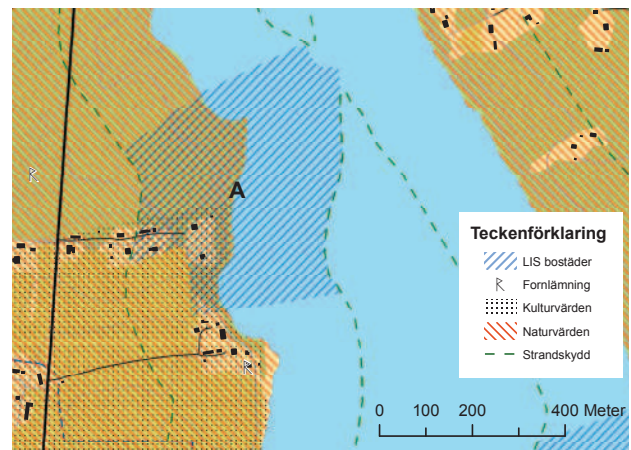 A
Teckenförklaring
LIS bostäder
Fornlämning
Kulturvärden
Naturvärden
Strandskydd
0 100 200 400 Meter